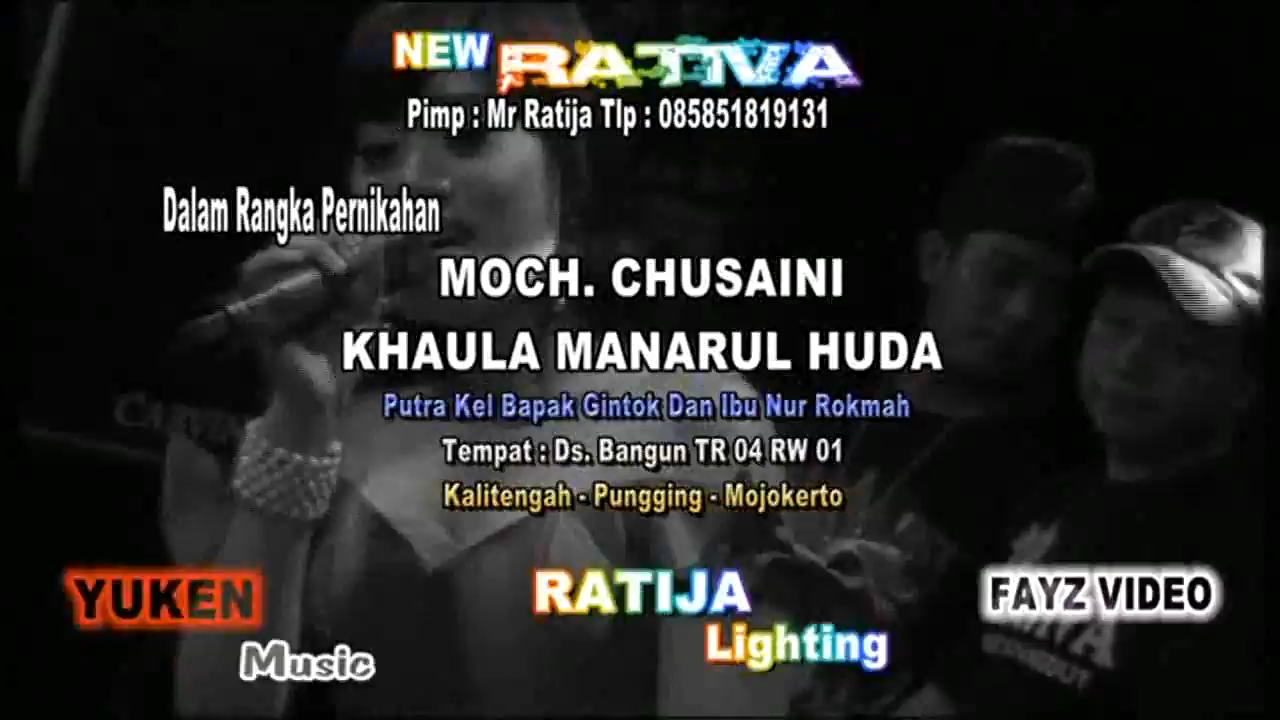 NEW RATIVA
Pimp : Mr Ratija Tlp : 085851819131
Dalam Rangka Pernikahan
MOCH. CHUSAINI
KHAULA MANARUL HUDA
Putra Kel Bapak Gintok Dan Ibu Nur Rokmah
Tempat : Ds. Bangun TR 04 RW 01
Kalitengah - Pungging - Mojokerto
YUKEN
Music
RATIJA
Lighting
FAYZ VIDEO